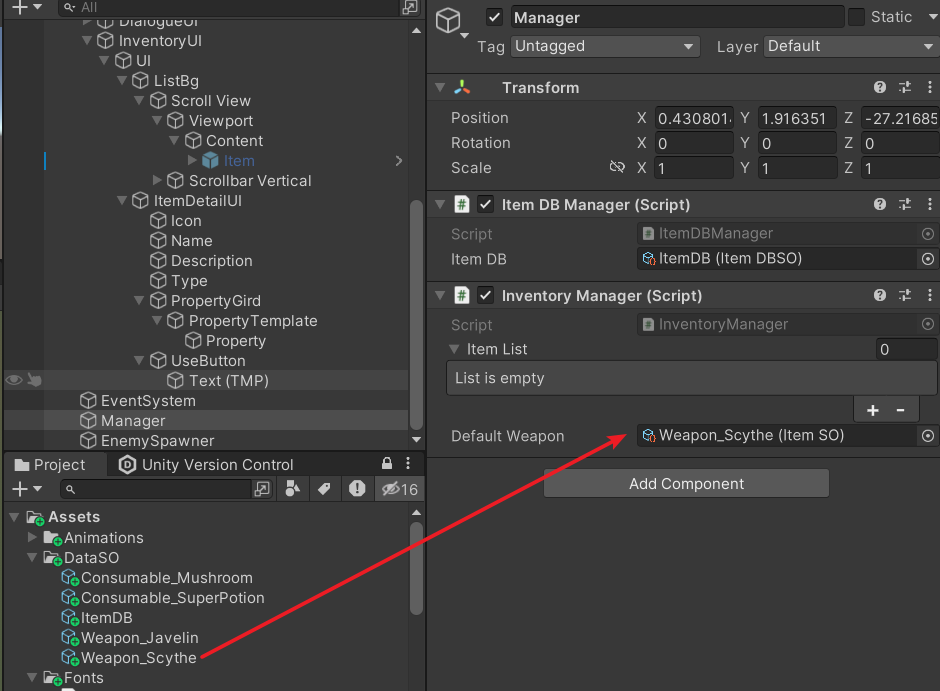 All
DialogueUI
InventoryUI
UI
ListBg
Scroll View
Viewport
Content
Item
Scrollbar Vertical
ItemDetailUI
Icon
Name
Description
Type
PropertyGird
PropertyTemplate
Property
UseButton
Text (TMP)
EventSystem
Manager
EnemySpawner
Project
Unity Version Control
16
Assets
Animations
DataSO
Consumable_Mushroom
Consumable_SuperPotion
ItemDB
Weapon_Javelin
Weapon_Scythe
Fonts
Manager Static
Tag Untagged Layer Default
Transform
Position X 0.430801 Y 1.916351 Z -27.21685
Rotation X 0 Y 0 Z 0
Scale X 1 Y 1 Z 1
# Item DB Manager (Script)
Script # ItemDBManager
Item DB ItemDB (Item DBSO)
# Inventory Manager (Script)
Script # InventoryManager
Item List 0
List is empty
+ -
Default Weapon Weapon_Scythe (Item SO)
Add Component